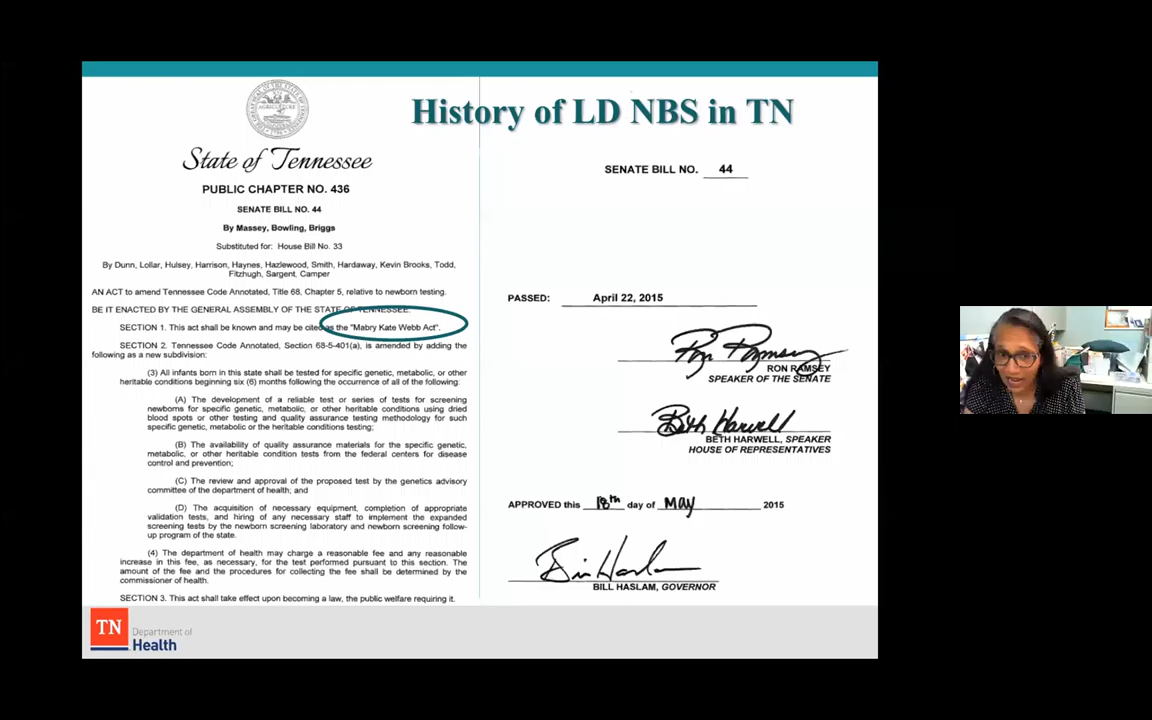 History of LD NBS in TN
State of Tennessee
PUBLIC CHAPTER NO. 436
SENATE BILL NO. 44
By Massey, Bowling, Briggs
Substituted for: House Bill No. 33
By Dunn, Lollar, Hulsey, Harrison, Haynes, Hazlewood, Smith, Hardaway, Kevin Brooks, Todd,
Fitzhugh, Sargent, Camper
AN ACT to amend Tennessee Code Annotated, Title 68, Chapter 5, relative to newborn testing.
BE IT ENACTED BY THE GENERAL ASSEMBLY OF THE STATE OF TENNESSEE:
SECTION 1. This act shall be known and may be cited as the "Mabry Kate Webb Act".
SECTION 2. Tennessee Code Annotated, Section 68-5-401(a), is amended by adding the
following as a new subdivision:
(3) All infants born in this state shall be tested for specific genetic, metabolic, or other
heritable conditions beginning six (6) months following the occurrence of all of the following:
(A) The development of a reliable test or series of tests for screening
newborns for specific genetic, metabolic, or other heritable conditions using dried
blood spots or other testing and quality assurance testing methodology for such
specific genetic, metabolic or the heritable conditions testing;
(B) The availability of quality assurance materials for the specific genetic,
metabolic, or other heritable condition tests from the federal centers for disease
control and prevention;
(C) The review and approval of the proposed test by the genetics advisory
committee of the department of health; and
(D) The acquisition of necessary equipment, completion of appropriate
validation tests, and hiring of any necessary staff to implement the expanded
screening tests by the newborn screening laboratory and newborn screening follow-
up program of the state.
(4) The department of health may charge a reasonable fee and any reasonable
increase in this fee, as necessary, for the test performed pursuant to this section. The
amount of the fee and the procedures for collecting the fee shall be determined by the
commissioner of health.
SECTION 3. This act shall take effect upon becoming a law, the public welfare requiring it.
SENATE BILL NO. 44
PASSED: April 22, 2015
Ron Ramsey
RON RAMSEY
SPEAKER OF THE SENATE
Beth Harwell
BETH HARWELL, SPEAKER
HOUSE OF REPRESENTATIVES
APPROVED this 18th day of May 2015
Bill Haslam
BILL HASLAM, GOVERNOR
TN
Department of
Health